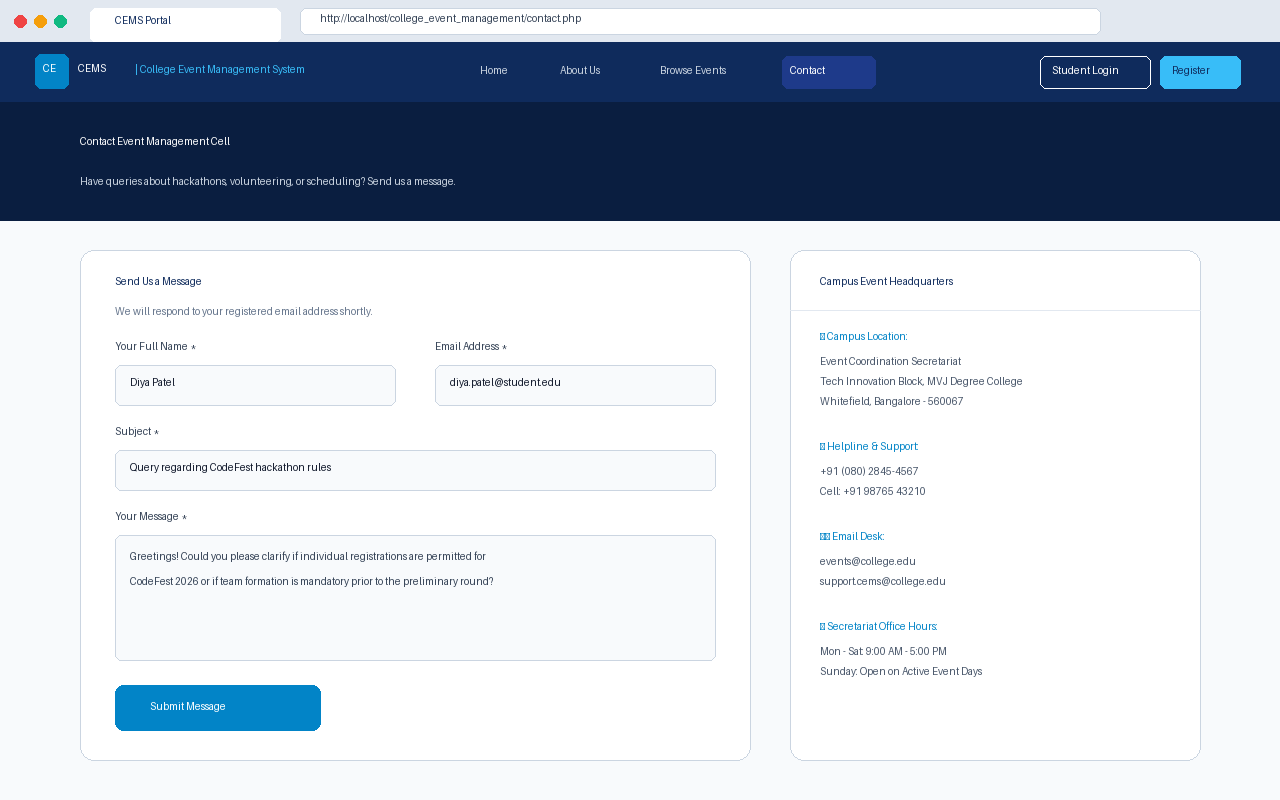 CEMS Portal
http://localhost/college_event_management/contact.php
CE CEMS | College Event Management System Home About Us Browse Events Contact Student Login Register
Contact Event Management Cell
Have queries about hackathons, volunteering, or scheduling? Send us a message.
Send Us a Message
We will respond to your registered email address shortly.
Your Full Name *
Email Address *
Diya Patel
diya.patel@student.edu
Subject *
Query regarding CodeFest hackathon rules
Your Message *
Greetings! Could you please clarify if individual registrations are permitted for
CodeFest 2026 or if team formation is mandatory prior to the preliminary round?
Submit Message
Campus Event Headquarters
Campus Location:
Event Coordination Secretariat
Tech Innovation Block, MVJ Degree College
Whitefield, Bangalore - 560067
Helpline & Support:
+91 (080) 2845-4567
Cell: +91 98765 43210
Email Desk:
events@college.edu
support.cems@college.edu
Secretariat Office Hours:
Mon - Sat: 9:00 AM - 5:00 PM
Sunday: Open on Active Event Days